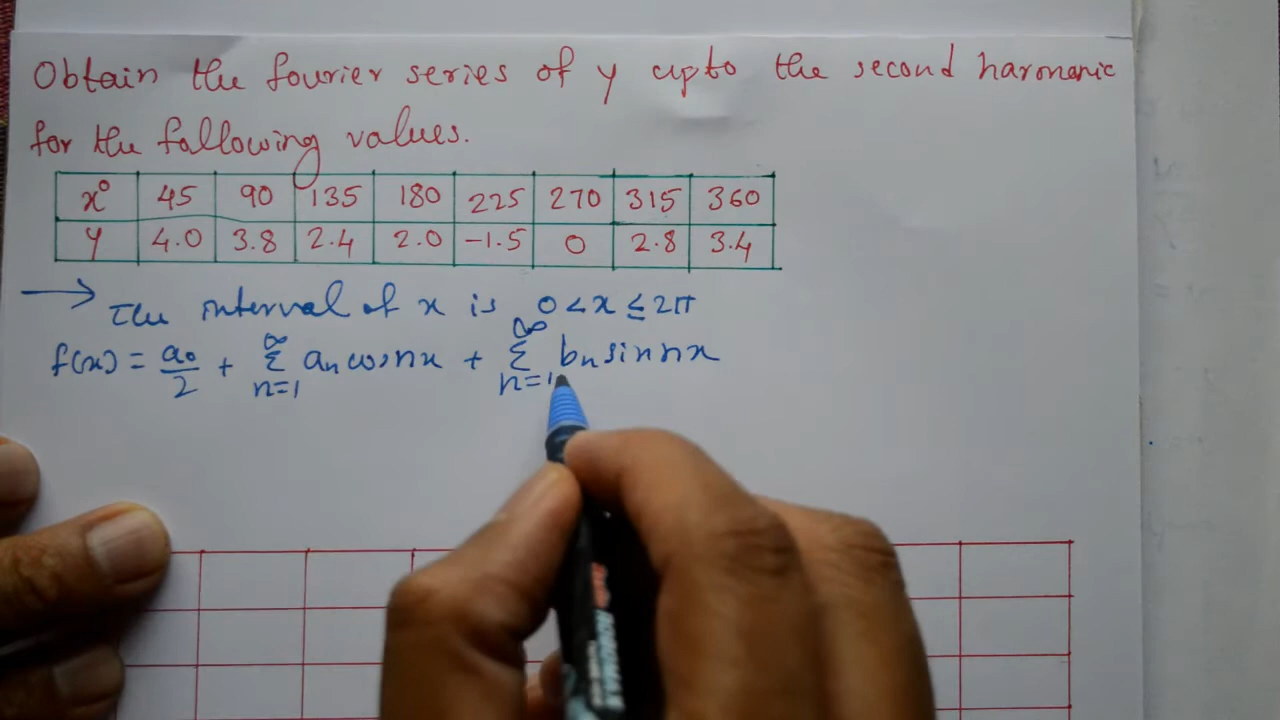 Obtain the fourier series of y upto the second harmonic
for the following values.
x° 45 90 135 180 225 270 315 360
y 4.0 3.8 2.4 2.0 -1.5 0 2.8 3.4
→ The interval of x is 0 < x ≤ 2π
f(x) = a₀/2 + ∑_{n=1}^{∞} aₙ cos nx + ∑_{n=1}^{∞} bₙ sin nx